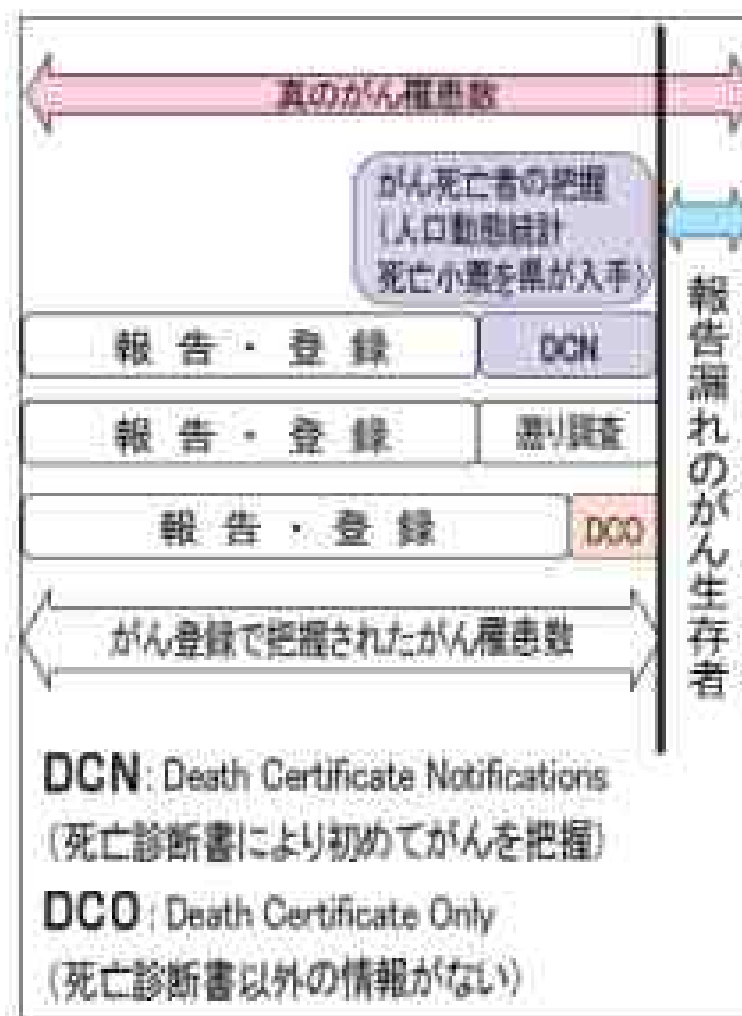 真のがん罹患数
がん死亡者の把握
(人口動態統計
死亡小票を県が入手)
報告・登録 DCN
報告・登録 遡り調査
報告・登録 DCO
がん登録で把握されたがん罹患数
報告漏れのがん生存者
DCN: Death Certificate Notifications
(死亡診断書により初めてがんを把握)
DCO: Death Certificate Only
(死亡診断書以外の情報がない)